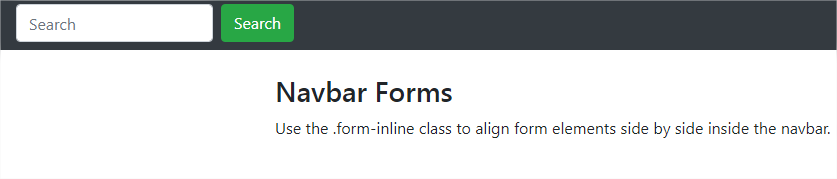 Search Search
Navbar Forms
Use the .form-inline class to align form elements side by side inside the navbar.